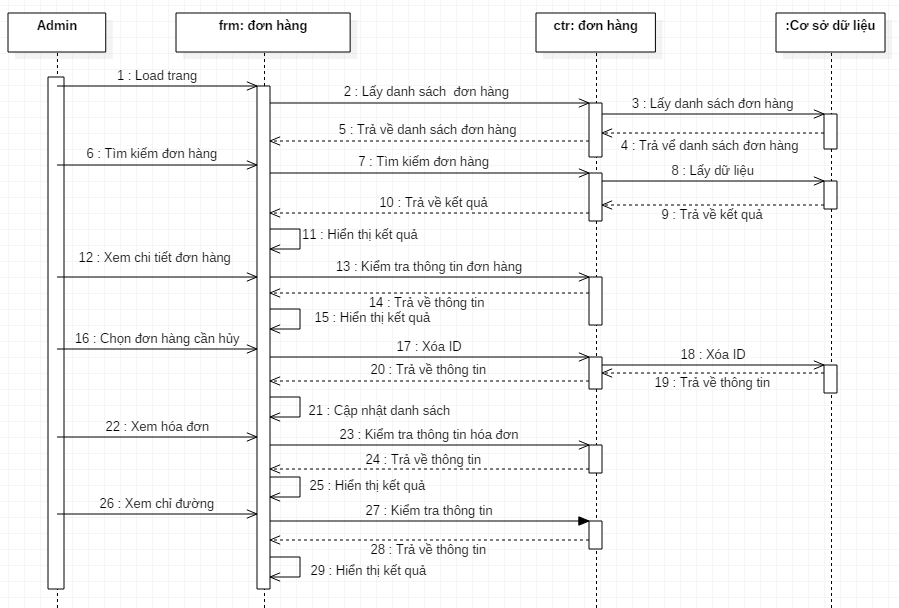 Admin
frm: đơn hàng
ctr: đơn hàng
:Cơ sở dữ liệu
1 : Load trang
2 : Lấy danh sách đơn hàng
3 : Lấy danh sách đơn hàng
4 : Trả về danh sách đơn hàng
5 : Trả về danh sách đơn hàng
6 : Tìm kiếm đơn hàng
7 : Tìm kiếm đơn hàng
8 : Lấy dữ liệu
9 : Trả về kết quả
10 : Trả về kết quả
11 : Hiển thị kết quả
12 : Xem chi tiết đơn hàng
13 : Kiểm tra thông tin đơn hàng
14 : Trả về thông tin
15 : Hiển thị kết quả
16 : Chọn đơn hàng cần hủy
17 : Xóa ID
18 : Xóa ID
19 : Trả về thông tin
20 : Trả về thông tin
21 : Cập nhật danh sách
22 : Xem hóa đơn
23 : Kiểm tra thông tin hóa đơn
24 : Trả về thông tin
25 : Hiển thị kết quả
26 : Xem chỉ đường
27 : Kiểm tra thông tin
28 : Trả về thông tin
29 : Hiển thị kết quả